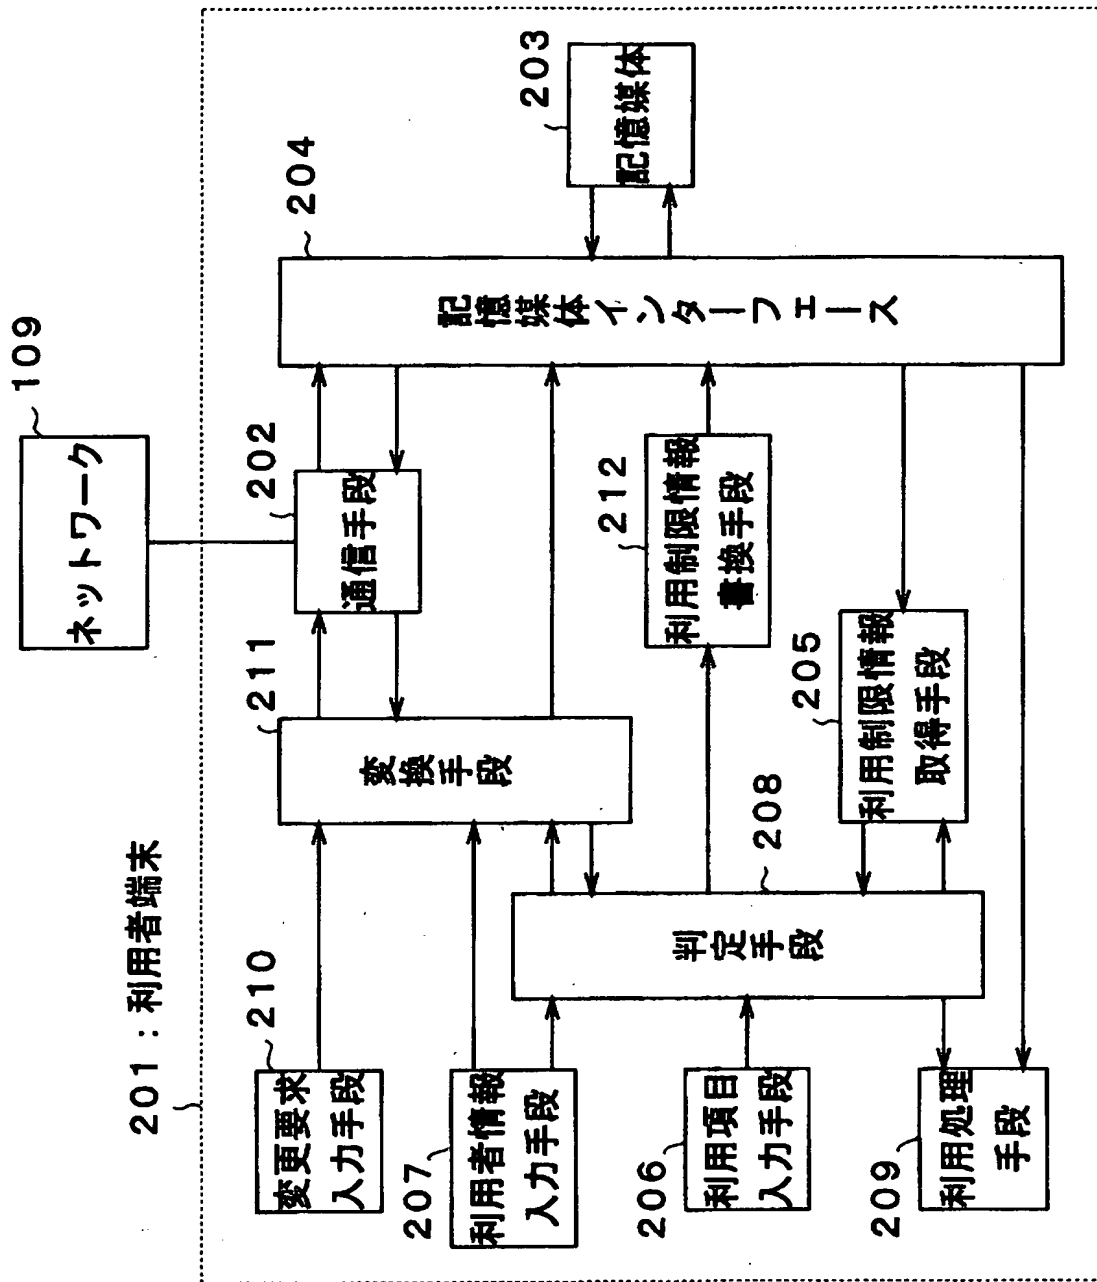 201：利用者端末
109
ネットワーク
210
変更要求
入力手段
207
利用者情報
入力手段
206
利用項目
入力手段
209
利用処理
手段
211
変換手段
208
判定手段
202
通信手段
212
利用制限情報
書換手段
205
利用制限情報
取得手段
204
記憶媒体インターフェース
203
記憶媒体